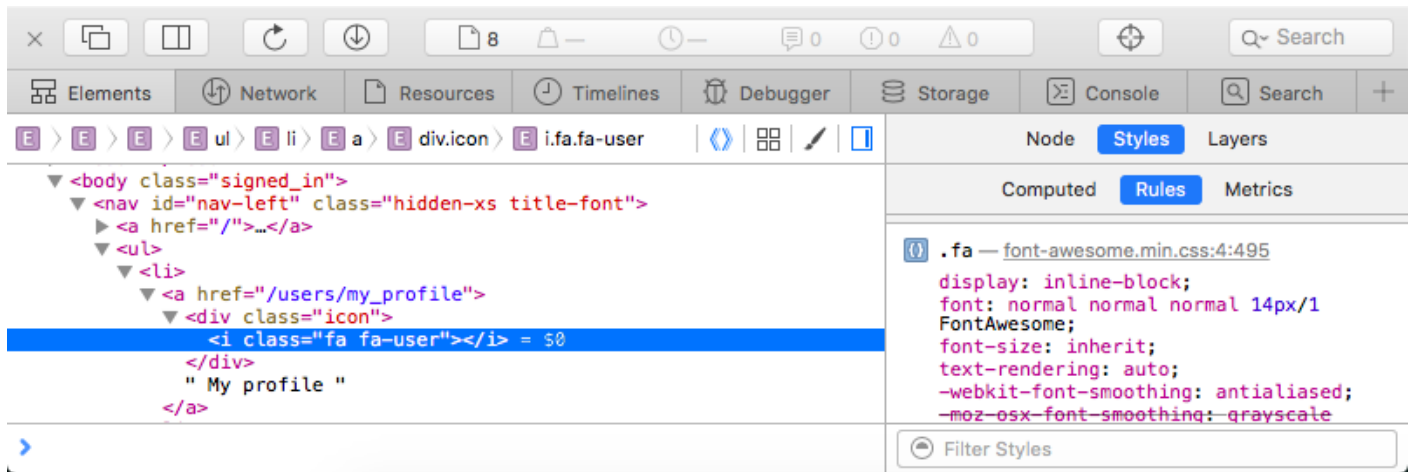 8 — — 0 0 0 Search
Elements Network Resources Timelines Debugger Storage Console Search
E E E E ul E li E a E div.icon E i.fa.fa-user
Node Styles Layers
Computed Rules Metrics
<body class="signed_in">
<nav id="nav-left" class="hidden-xs title-font">
<a href="/">…</a>
<ul>
<li>
<a href="/users/my_profile">
<div class="icon">
<i class="fa fa-user"></i> = $0
</div>
" My profile "
</a>
.fa — font-awesome.min.css:4:495
display: inline-block;
font: normal normal normal 14px/1
FontAwesome;
font-size: inherit;
text-rendering: auto;
-webkit-font-smoothing: antialiased;
-moz-osx-font-smoothing: grayscale
Filter Styles